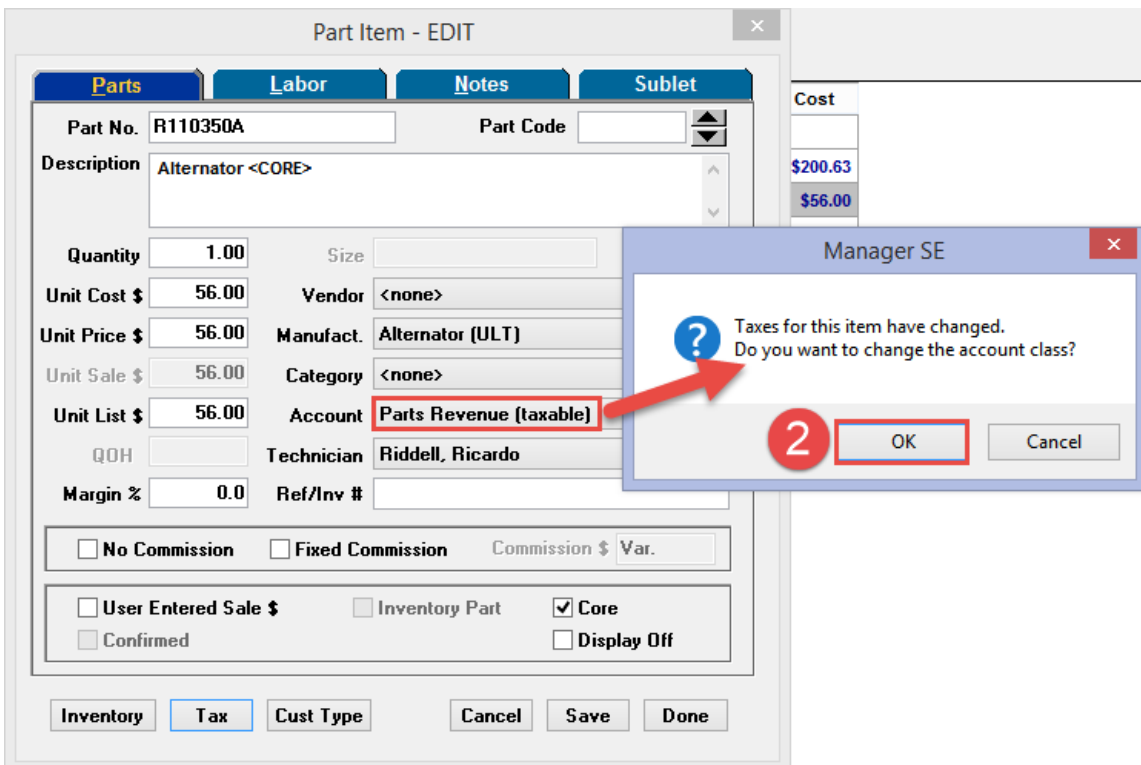 Part Item - EDIT
×
Parts Labor Notes Sublet
Cost
Part No. R110350A Part Code
Description Alternator <CORE>
$200.63
$56.00
Quantity 1.00 Size
Unit Cost $ 56.00 Vendor <none>
Unit Price $ 56.00 Manufact. Alternator (ULT)
Unit Sale $ 56.00 Category <none>
Unit List $ 56.00 Account Parts Revenue (taxable)
QOH Technician Riddell, Ricardo
Margin % 0.0 Ref/Inv #
Manager SE
×
?
Taxes for this item have changed.
Do you want to change the account class?
2 OK Cancel
No Commission Fixed Commission Commission $ Var.
User Entered Sale $ Inventory Part Core
Confirmed Display Off
Inventory Tax Cust Type Cancel Save Done